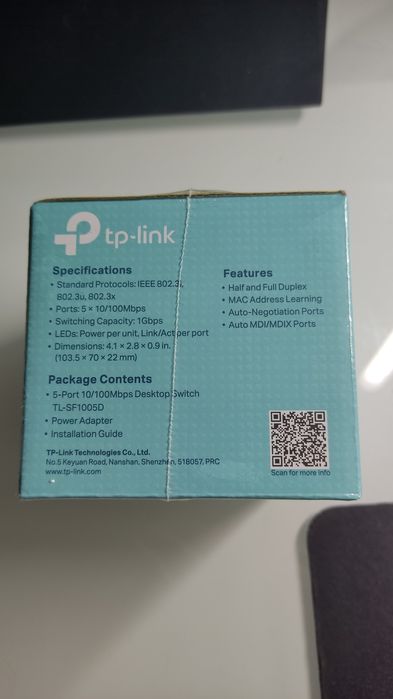 tp-link
Specifications
• Standard Protocols: IEEE 802.3i,
802.3u, 802.3x
• Ports: 5 × 10/100Mbps
• Switching Capacity: 1Gbps
• LEDs: Power per unit, Link/Act per port
• Dimensions: 4.1 × 2.8 × 0.9 in.
(103.5 × 70 × 22 mm)
Features
• Half and Full Duplex
• MAC Address Learning
• Auto-Negotiation Ports
• Auto MDI/MDIX Ports
Package Contents
• 5-Port 10/100Mbps Desktop Switch
TL-SF1005D
• Power Adapter
• Installation Guide
TP-Link Technologies Co., Ltd.
No.5 Keyuan Road, Nanshan, Shenzhen, 518057, PRC
www.tp-link.com
Scan for more info